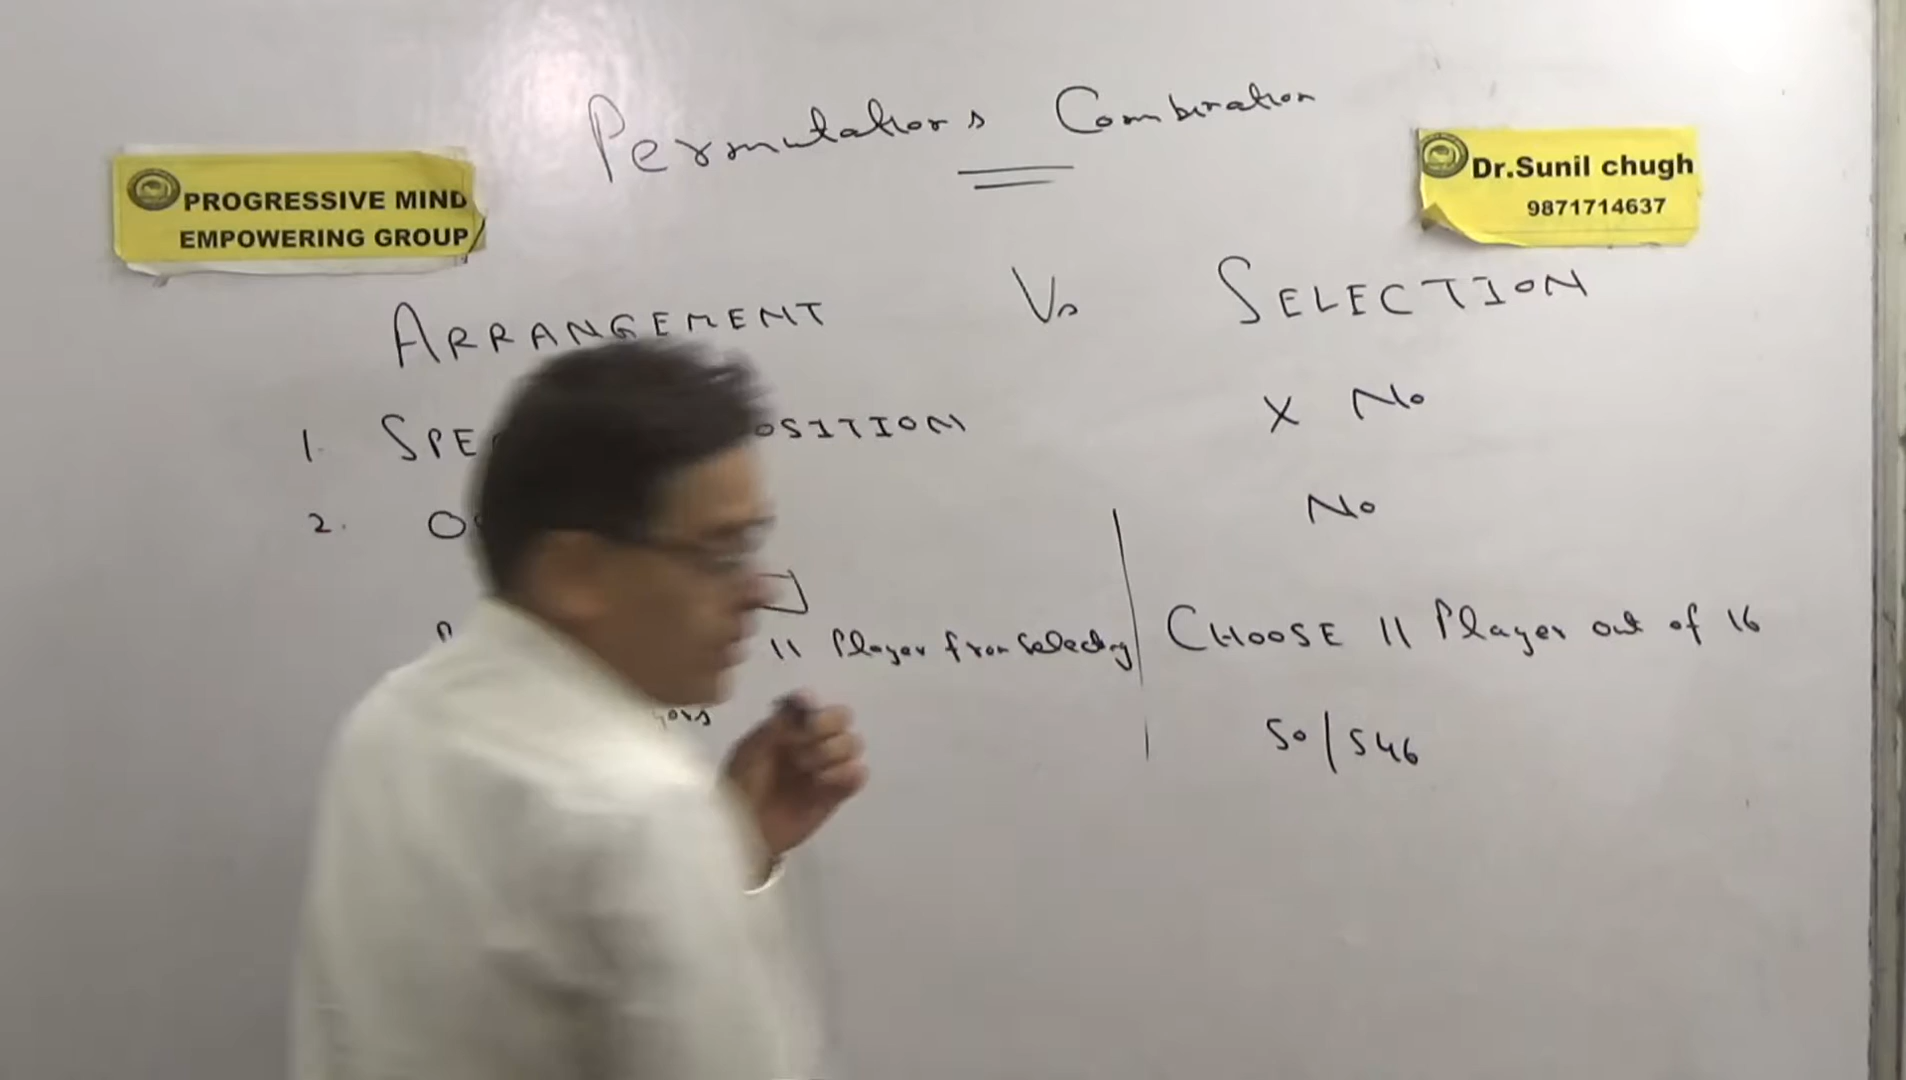 Permutations Combination
PROGRESSIVE MIND
EMPOWERING GROUP
Dr.Sunil chugh
9871714637
ARRANGEMENT Vs SELECTION
1. SPE OSITION X No
2. O No
11 Player from Selecting CHOOSE 11 Player out of 16
50/546